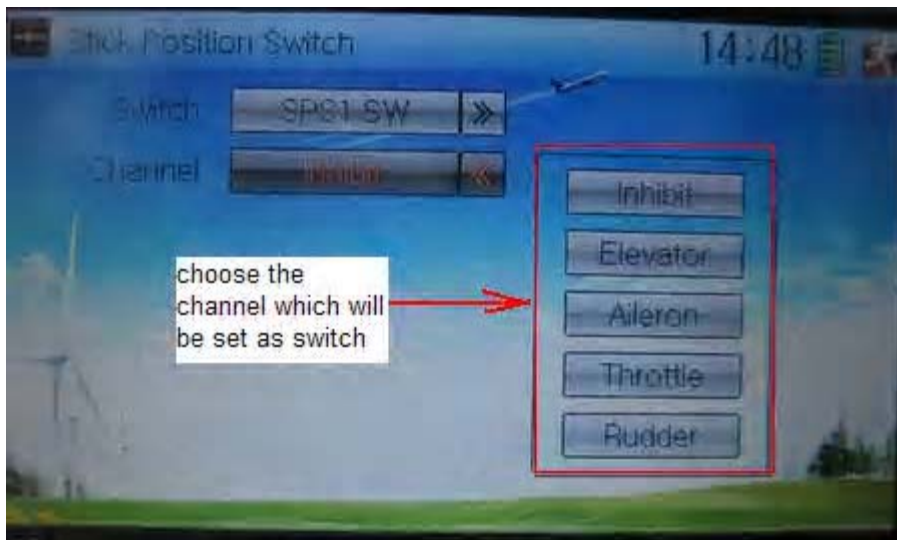 Stick Position Switch 14:48
Switch SPS1 SW
Channel Inhibit
Inhibit
Elevator
choose the
channel which will
be set as switch
Aileron
Throttle
Rudder